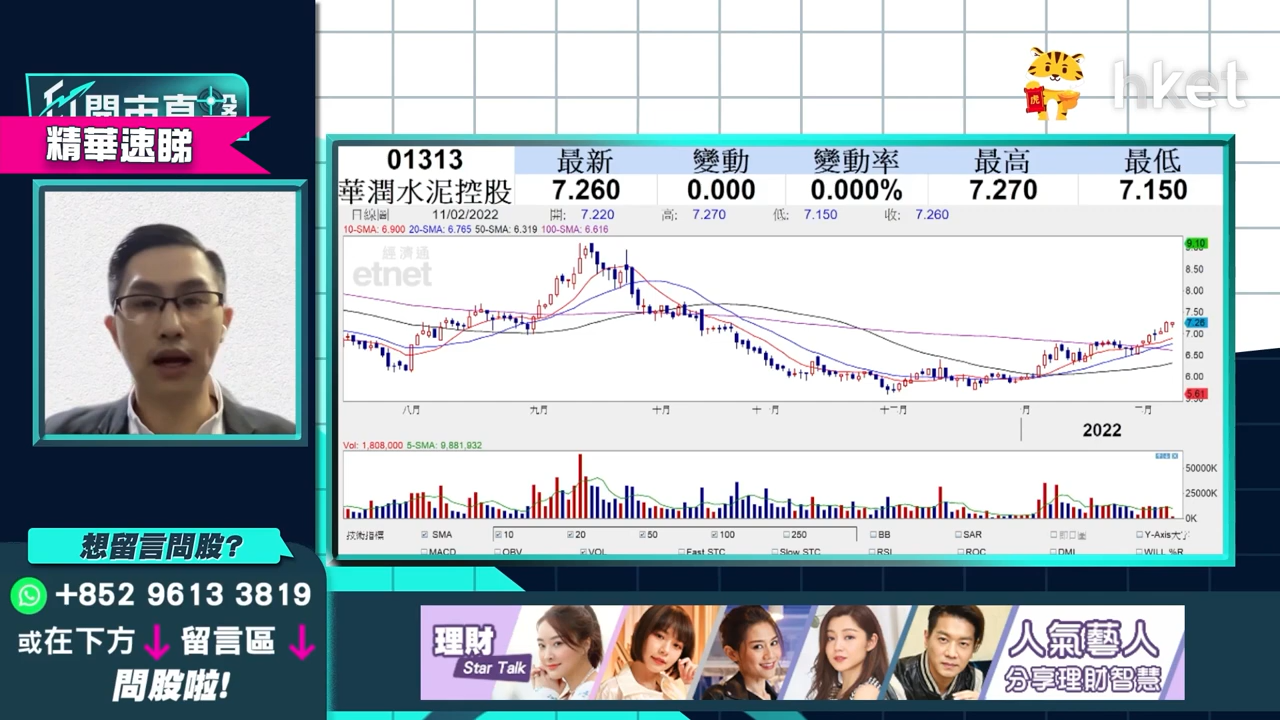 開市直擊
精華速睇
hket
虎
01313
華潤水泥控股
最新
7.260
變動
0.000
變動率
0.000%
最高
7.270
最低
7.150
日線圖 11/02/2022 開: 7.220 高: 7.270 低: 7.150 收: 7.260
10-SMA: 6.900 20-SMA: 6.765 50-SMA: 6.319 100-SMA: 6.616
經濟通
etnet
9.10
8.50
8.00
7.50
7.26
7.00
6.50
6.00
5.61
八月 九月 十月 十一月 十二月 一月 二月
2022
Vol: 1,808,000 5-SMA: 9,881,932
50000K
25000K
0K
技術指標 SMA 10 20 50 100 250 BB SAR Y-Axis大
MACD OBV VOL Fast STC Slow STC RSI ROC DMI WILL %R
想留言問股?
+852 9613 3819
或在下方 留言區
問股啦!
理財
Star Talk
人氣藝人
分享理財智慧